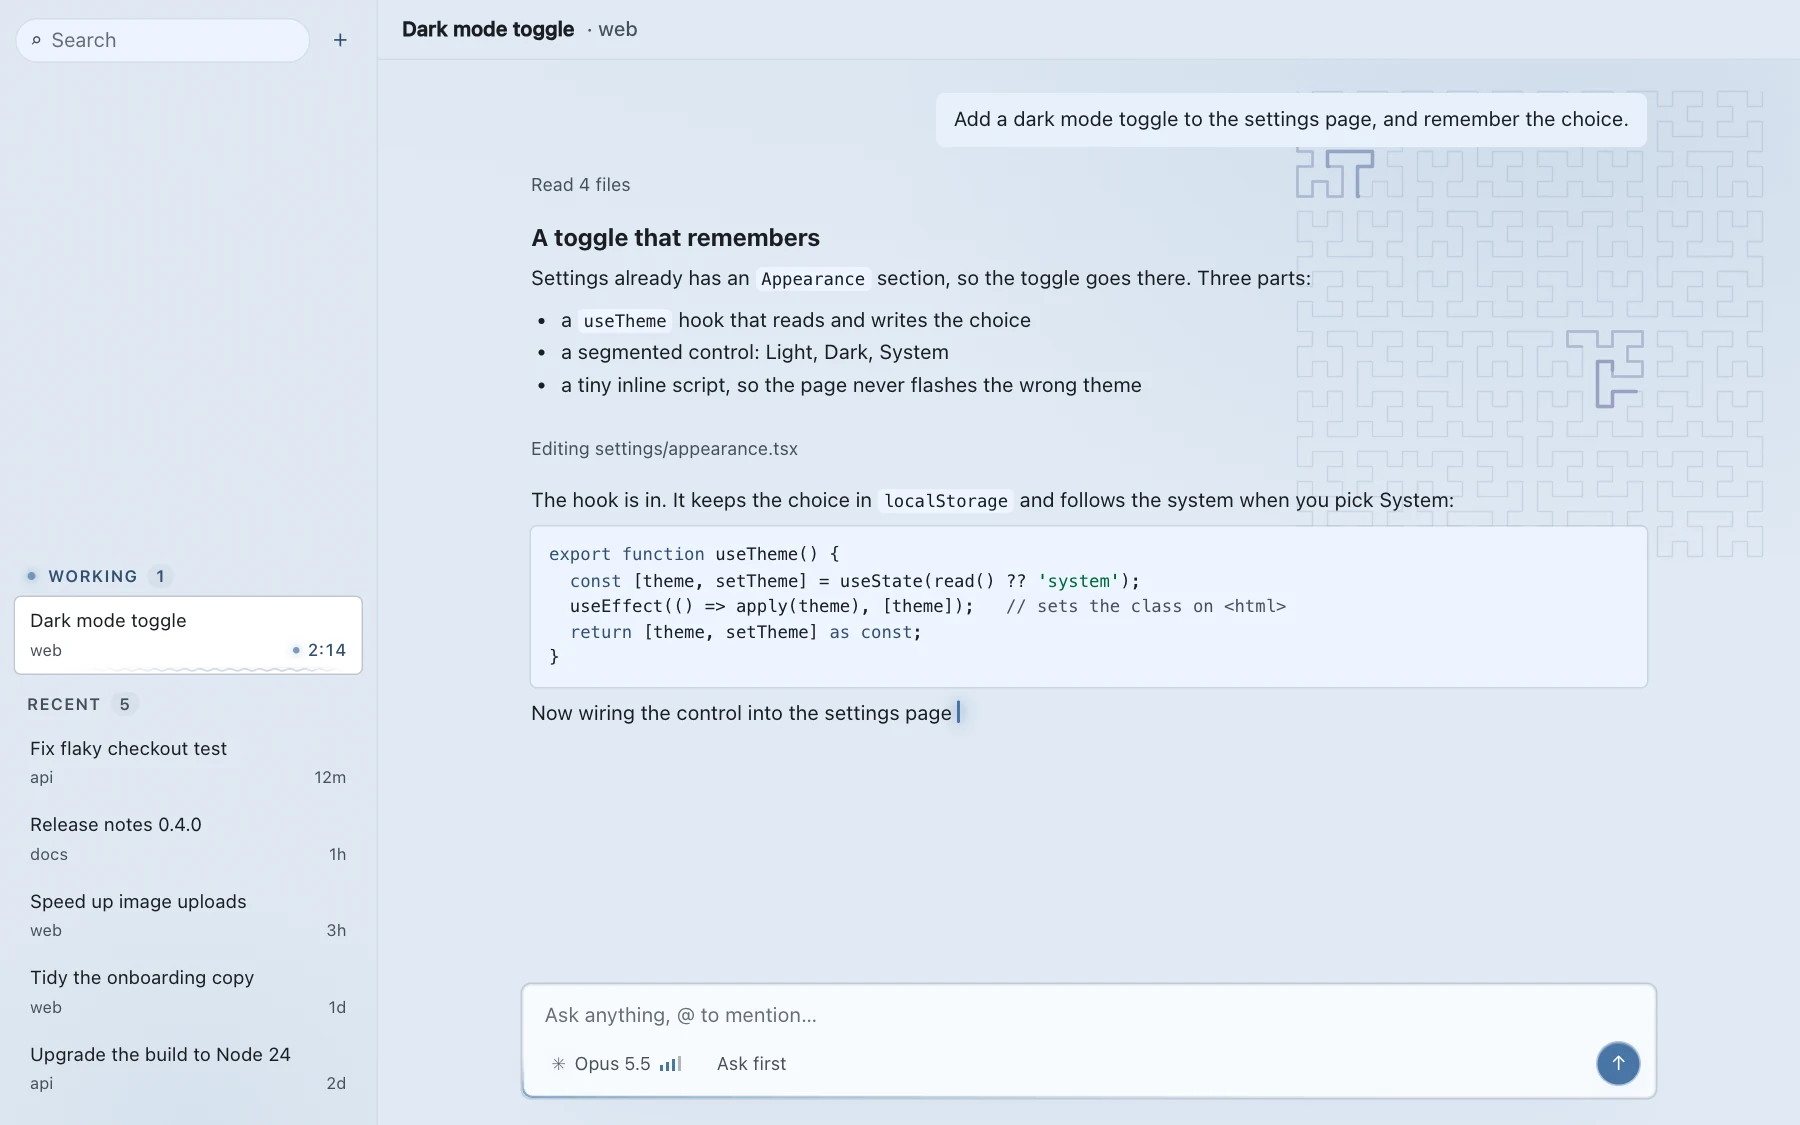 Search
+
WORKING 1
Dark mode toggle
web
2:14
RECENT 5
Fix flaky checkout test
api
12m
Release notes 0.4.0
docs
1h
Speed up image uploads
web
3h
Tidy the onboarding copy
web
1d
Upgrade the build to Node 24
api
2d
Dark mode toggle · web
Add a dark mode toggle to the settings page, and remember the choice.
Read 4 files
A toggle that remembers
Settings already has an Appearance section, so the toggle goes there. Three parts:
• a useTheme hook that reads and writes the choice
• a segmented control: Light, Dark, System
• a tiny inline script, so the page never flashes the wrong theme
Editing settings/appearance.tsx
The hook is in. It keeps the choice in localStorage and follows the system when you pick System:
export function useTheme() {
  const [theme, setTheme] = useState(read() ?? 'system');
  useEffect(() => apply(theme), [theme]);   // sets the class on <html>
  return [theme, setTheme] as const;
}
Now wiring the control into the settings page
Ask anything, @ to mention…
Opus 5.5
Ask first